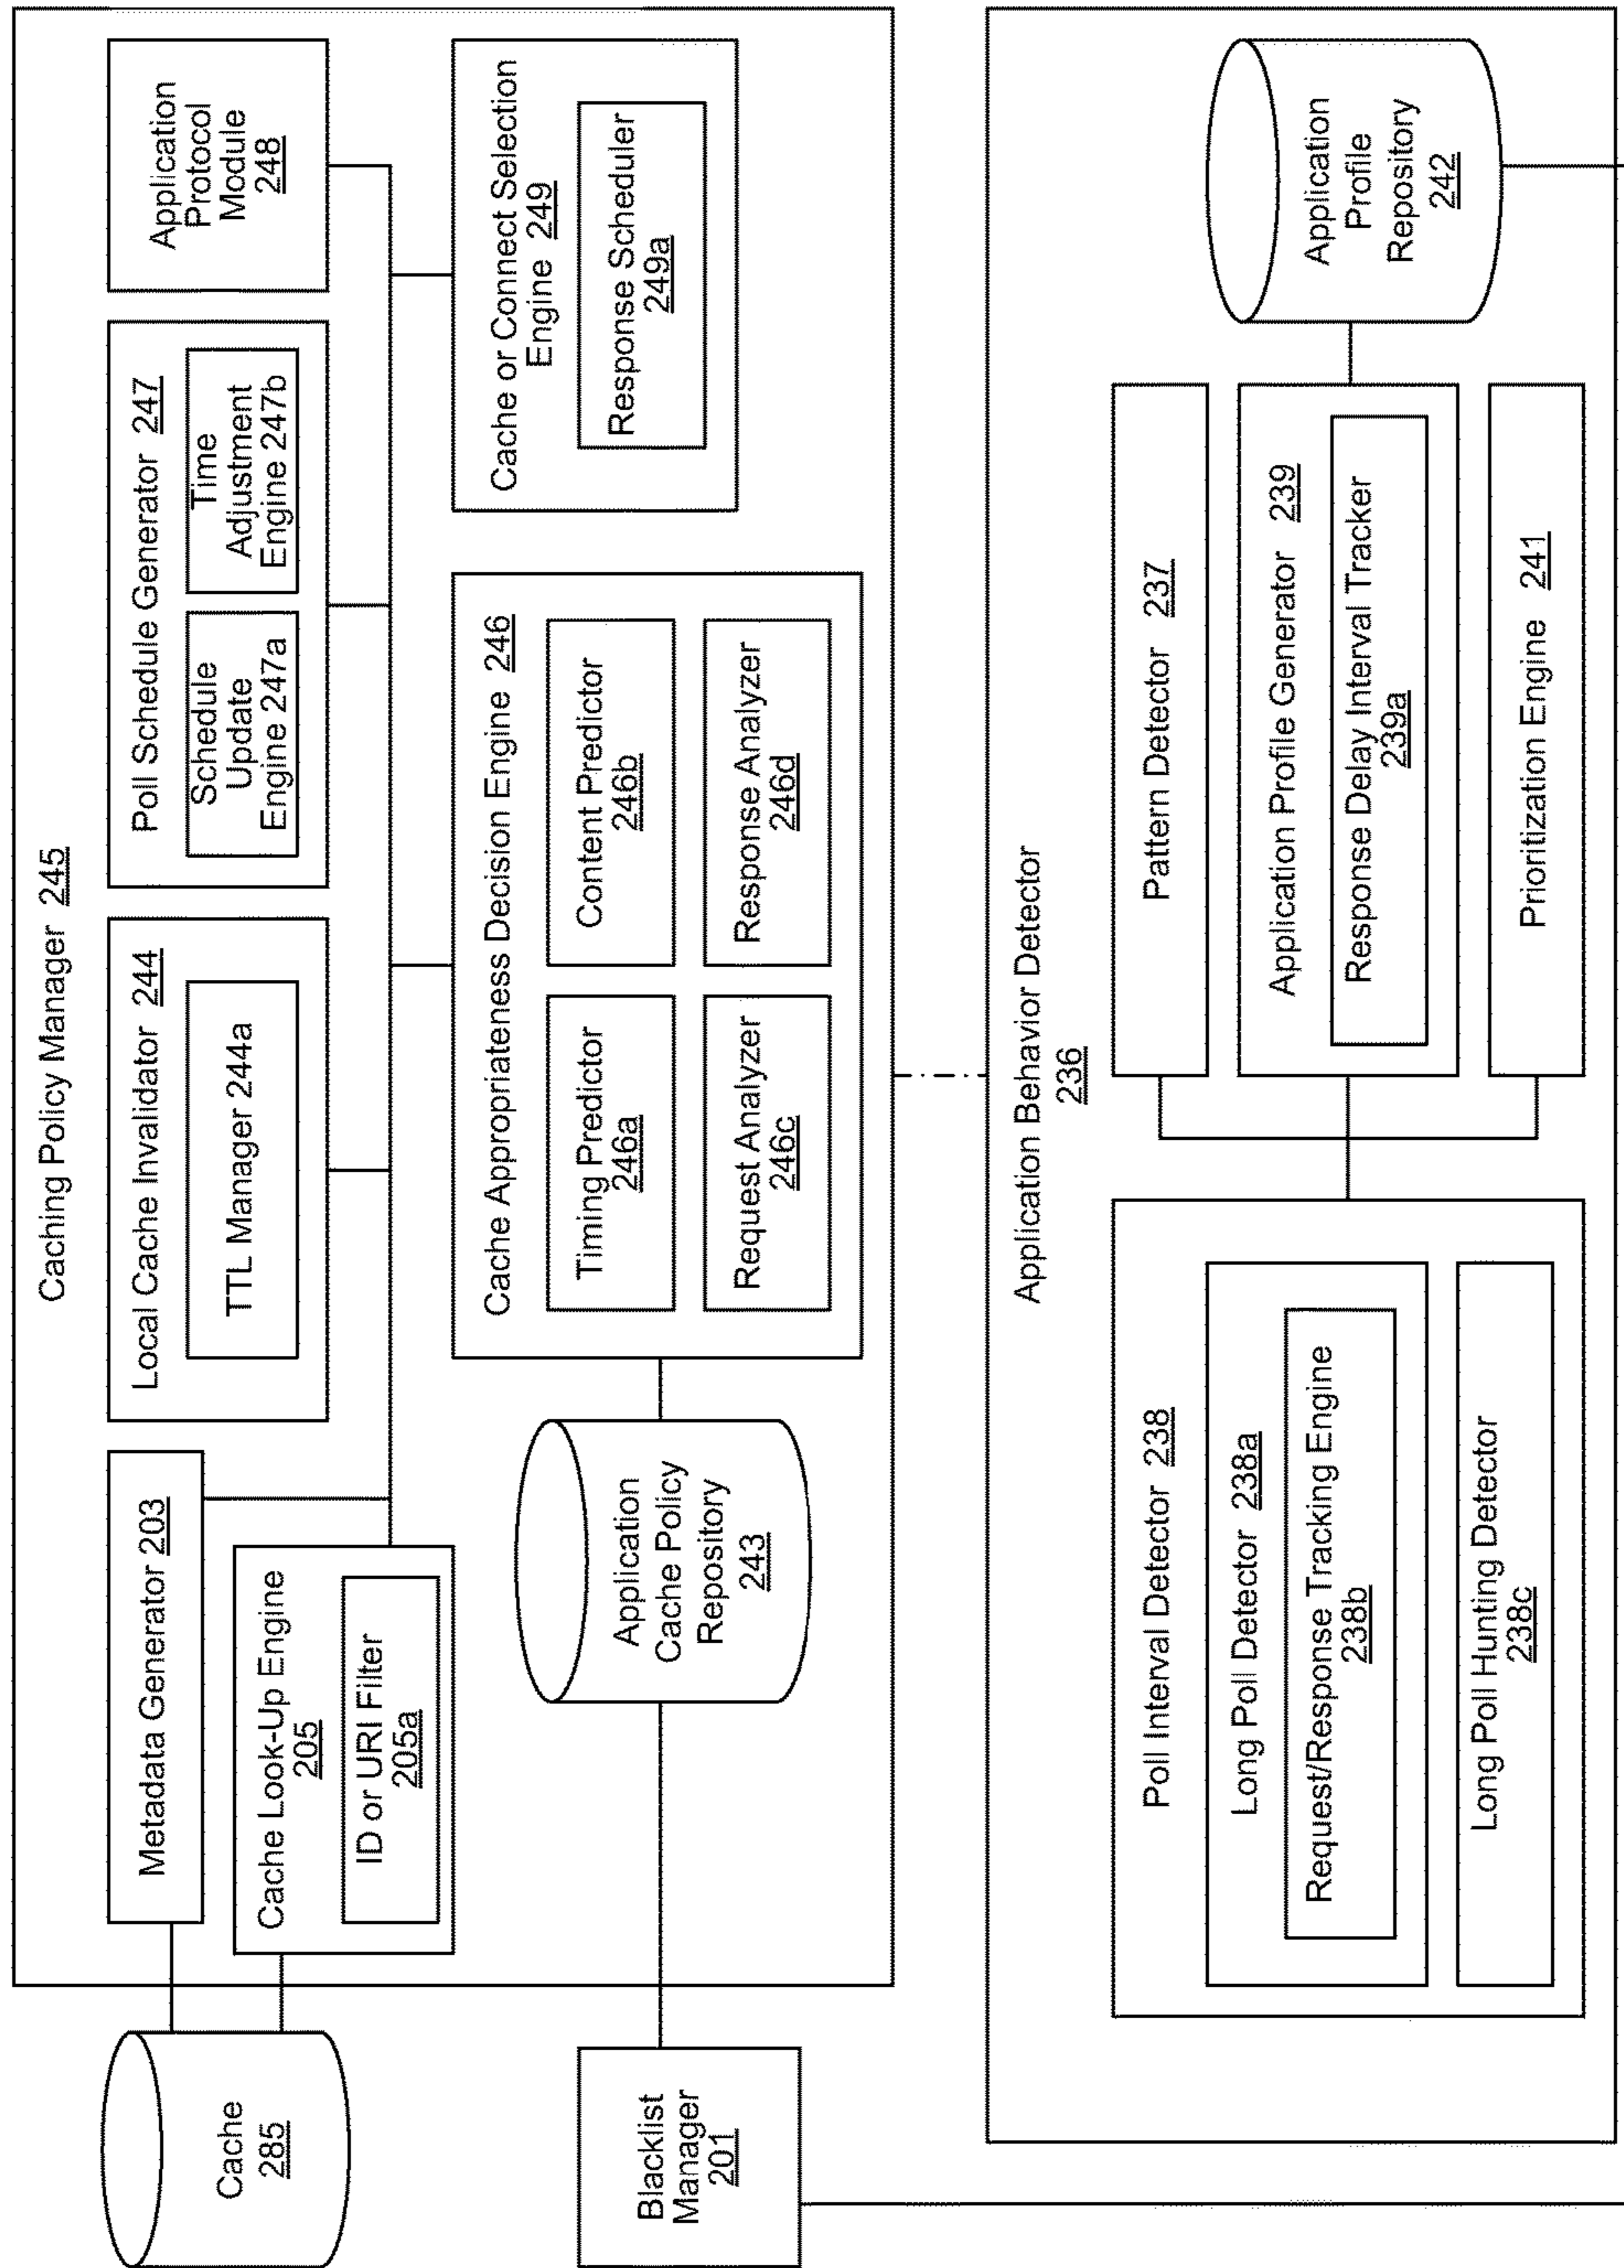 Caching Policy Manager 245
Metadata Generator 203
Local Cache Invalidator 244
TTL Manager 244a
Poll Schedule Generator 247
Schedule
Update
Engine 247a
Time
Adjustment
Engine 247b
Application
Protocol
Module
248
Cache
285
Cache Look-Up Engine
205
ID or URI Filter
205a
Cache Appropriateness Decision Engine 246
Timing Predictor
246a
Content Predictor
246b
Request Analyzer
246c
Response Analyzer
246d
Cache or Connect Selection
Engine 249
Response Scheduler
249a
Application
Cache Policy
Repository
243
Blacklist
Manager
201
Application Behavior Detector
236
Poll Interval Detector 238
Long Poll Detector 238a
Request/Response Tracking Engine
238b
Long Poll Hunting Detector
238c
Pattern Detector 237
Application Profile Generator 239
Response Delay Interval Tracker
239a
Prioritization Engine 241
Application
Profile
Repository
242